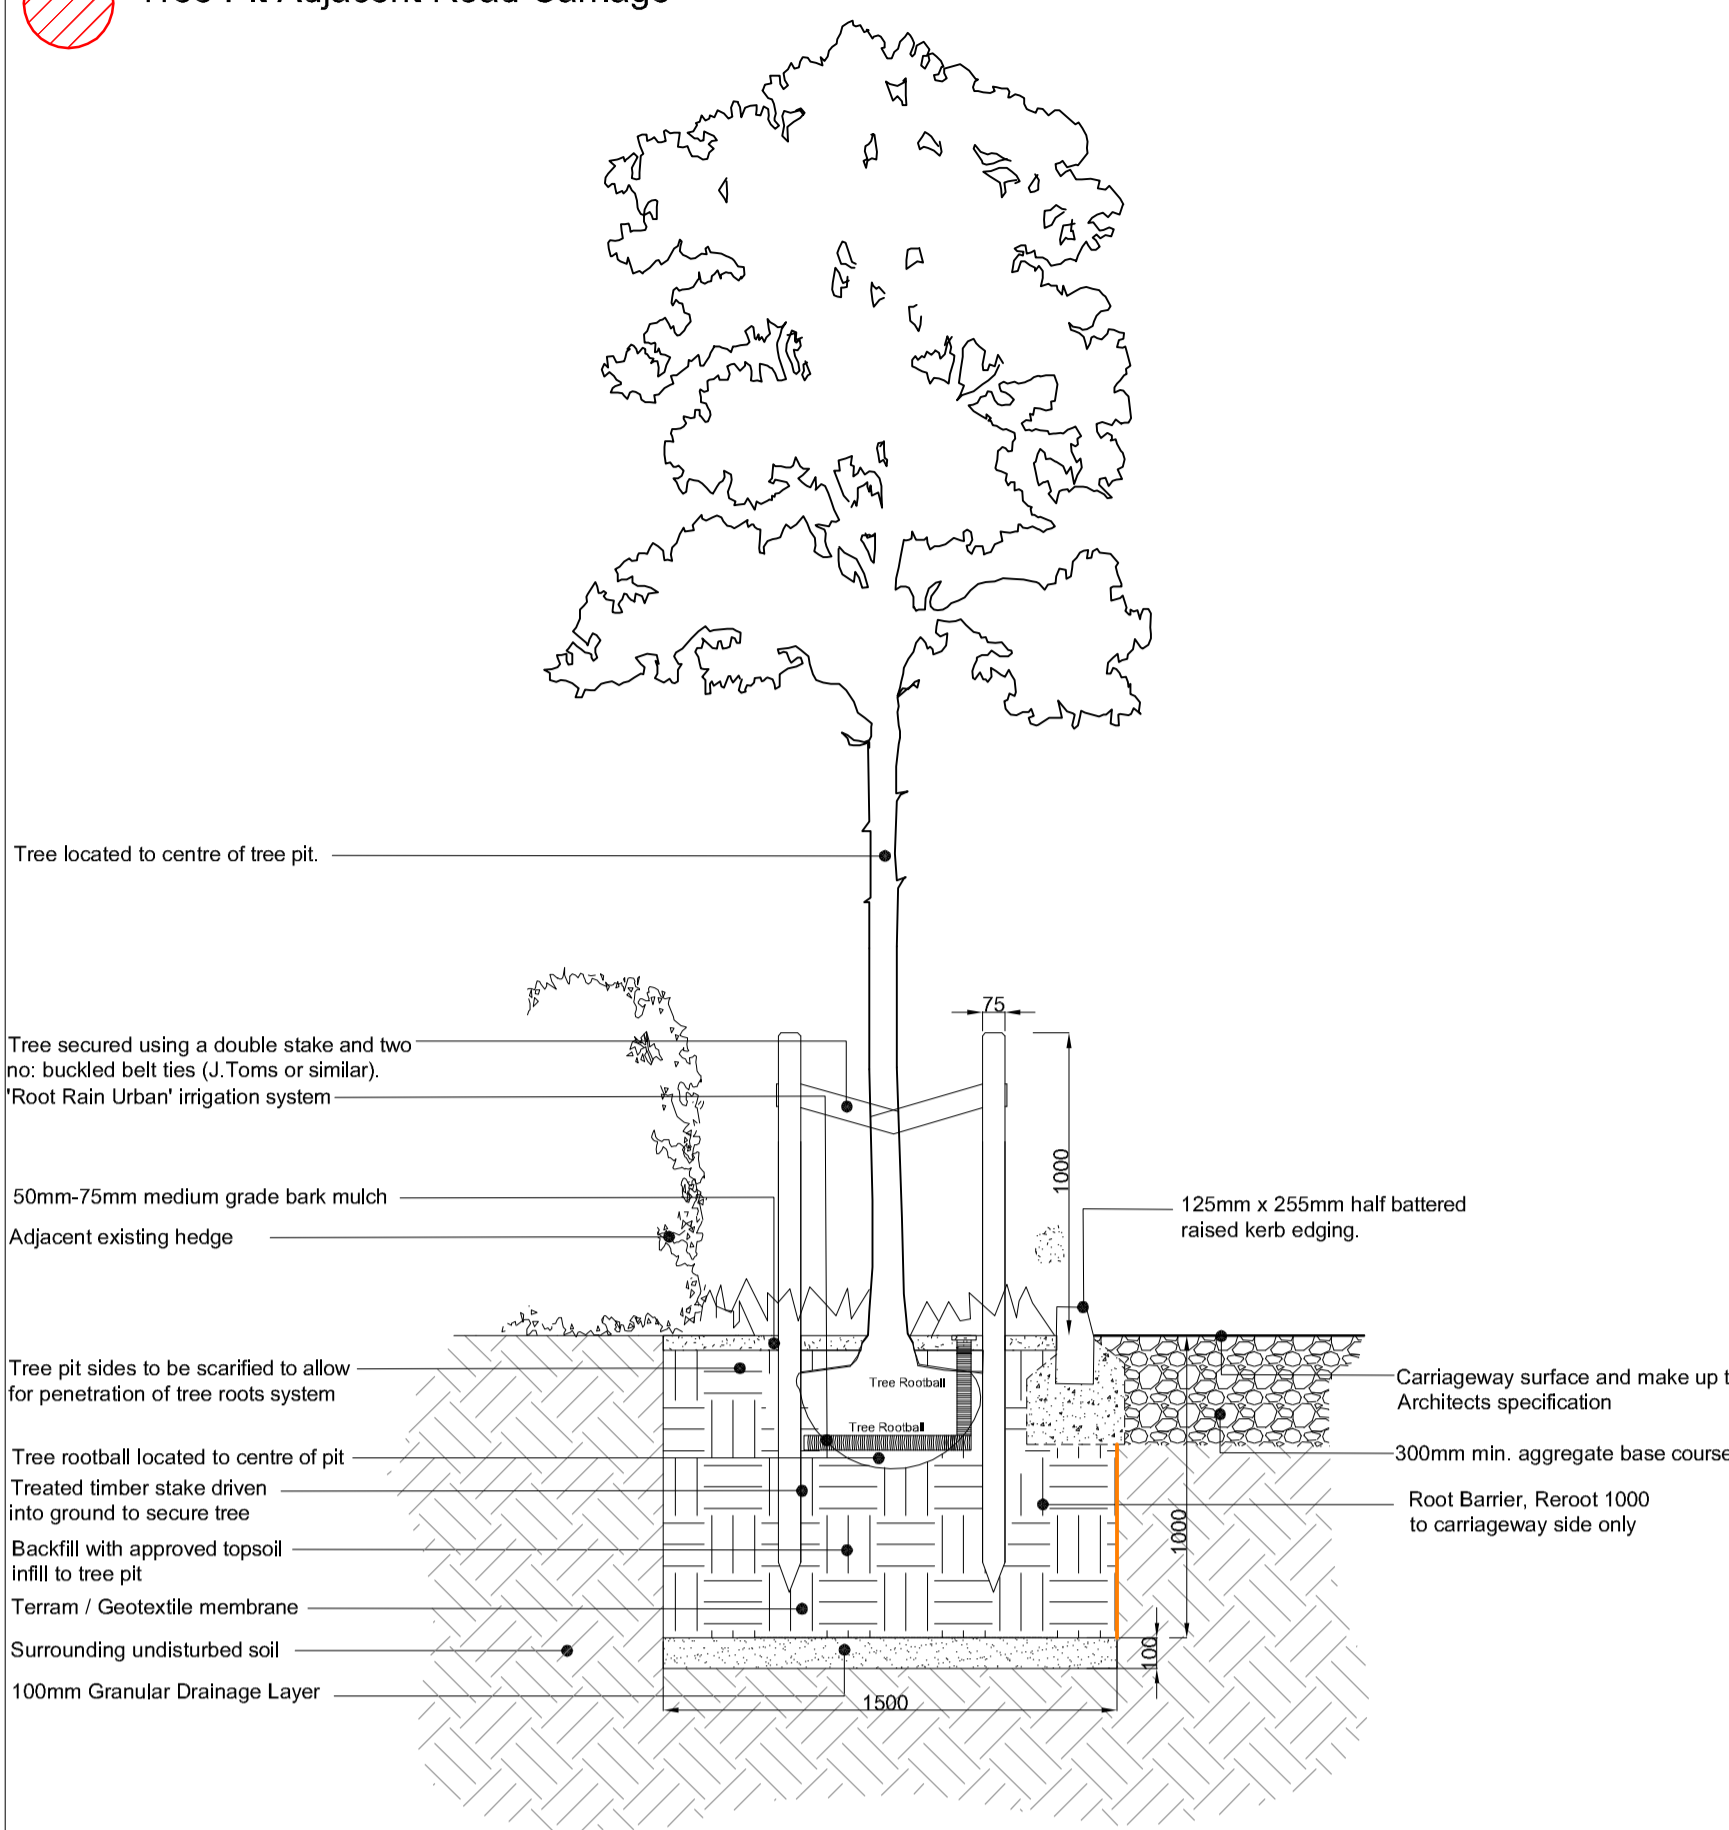 Tree Pit Adjacent Road Carriage
Tree located to centre of tree pit.
75
Tree secured using a double stake and two
no: buckled belt ties (J.Toms or similar).
'Root Rain Urban' irrigation system
1000
50mm-75mm medium grade bark mulch
Adjacent existing hedge
125mm x 255mm half battered
raised kerb edging.
Tree pit sides to be scarified to allow
for penetration of tree roots system
Tree Rootball
Tree Rootball
Carriageway surface and make up t
Architects specification
Tree rootball located to centre of pit
300mm min. aggregate base course
Treated timber stake driven
into ground to secure tree
Root Barrier, Reroot 1000
to carriageway side only
1000
Backfill with approved topsoil
infill to tree pit
Terram / Geotextile membrane
Surrounding undisturbed soil
100
100mm Granular Drainage Layer
1500